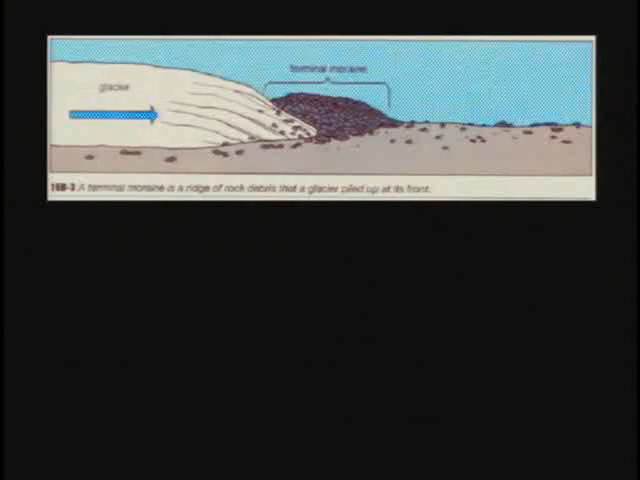 terminal moraine
glacier
16B-3 A terminal moraine is a ridge of rock debris that a glacier piled up at its front.